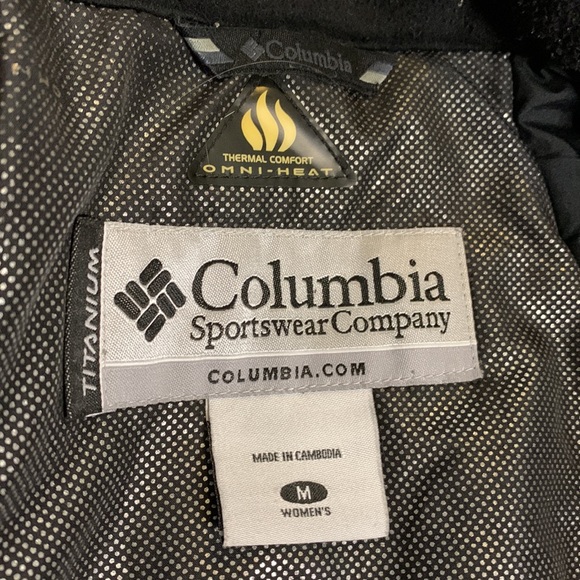 Columbia
THERMAL COMFORT
OMNI-HEAT
TITANIUM
Columbia
Sportswear Company
COLUMBIA.COM
MADE IN CAMBODIA
M
WOMEN'S